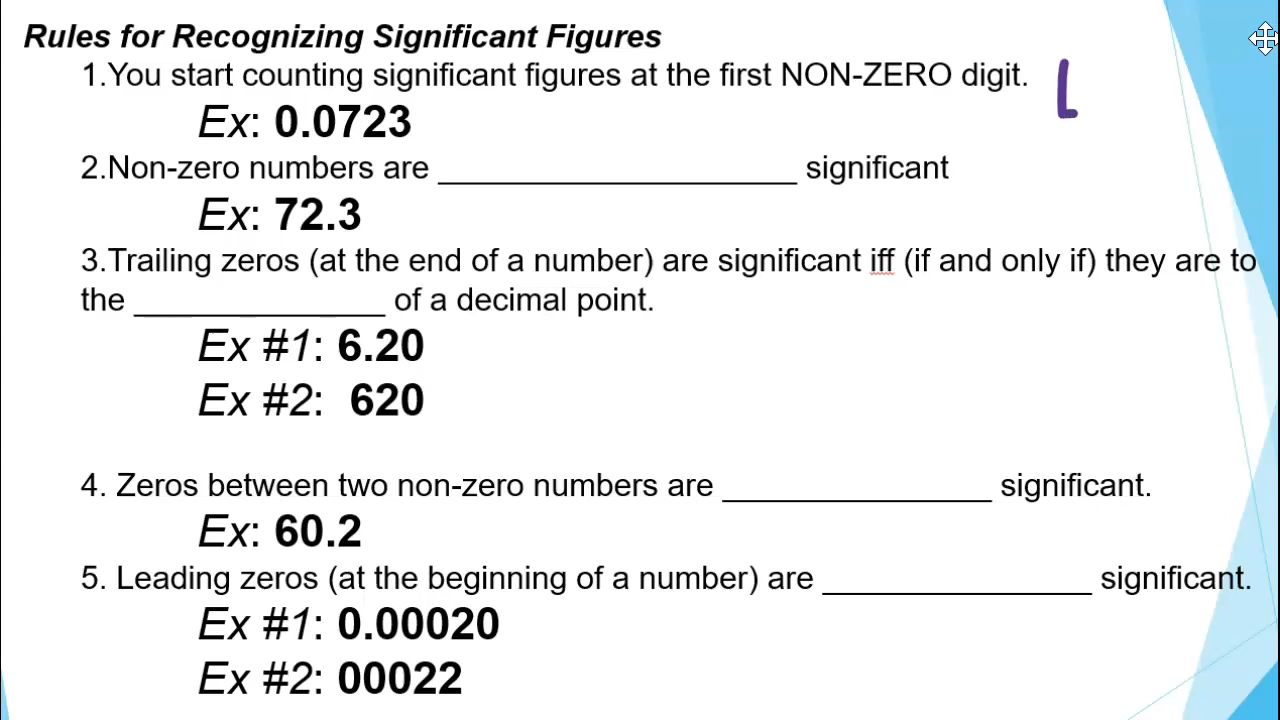 Rules for Recognizing Significant Figures
1.You start counting significant figures at the first NON-ZERO digit.
Ex: 0.0723
2.Non-zero numbers are ____________________ significant
Ex: 72.3
3.Trailing zeros (at the end of a number) are significant iff (if and only if) they are to
the ______________ of a decimal point.
Ex #1: 6.20
Ex #2: 620
4. Zeros between two non-zero numbers are _______________ significant.
Ex: 60.2
5. Leading zeros (at the beginning of a number) are _______________ significant.
Ex #1: 0.00020
Ex #2: 00022